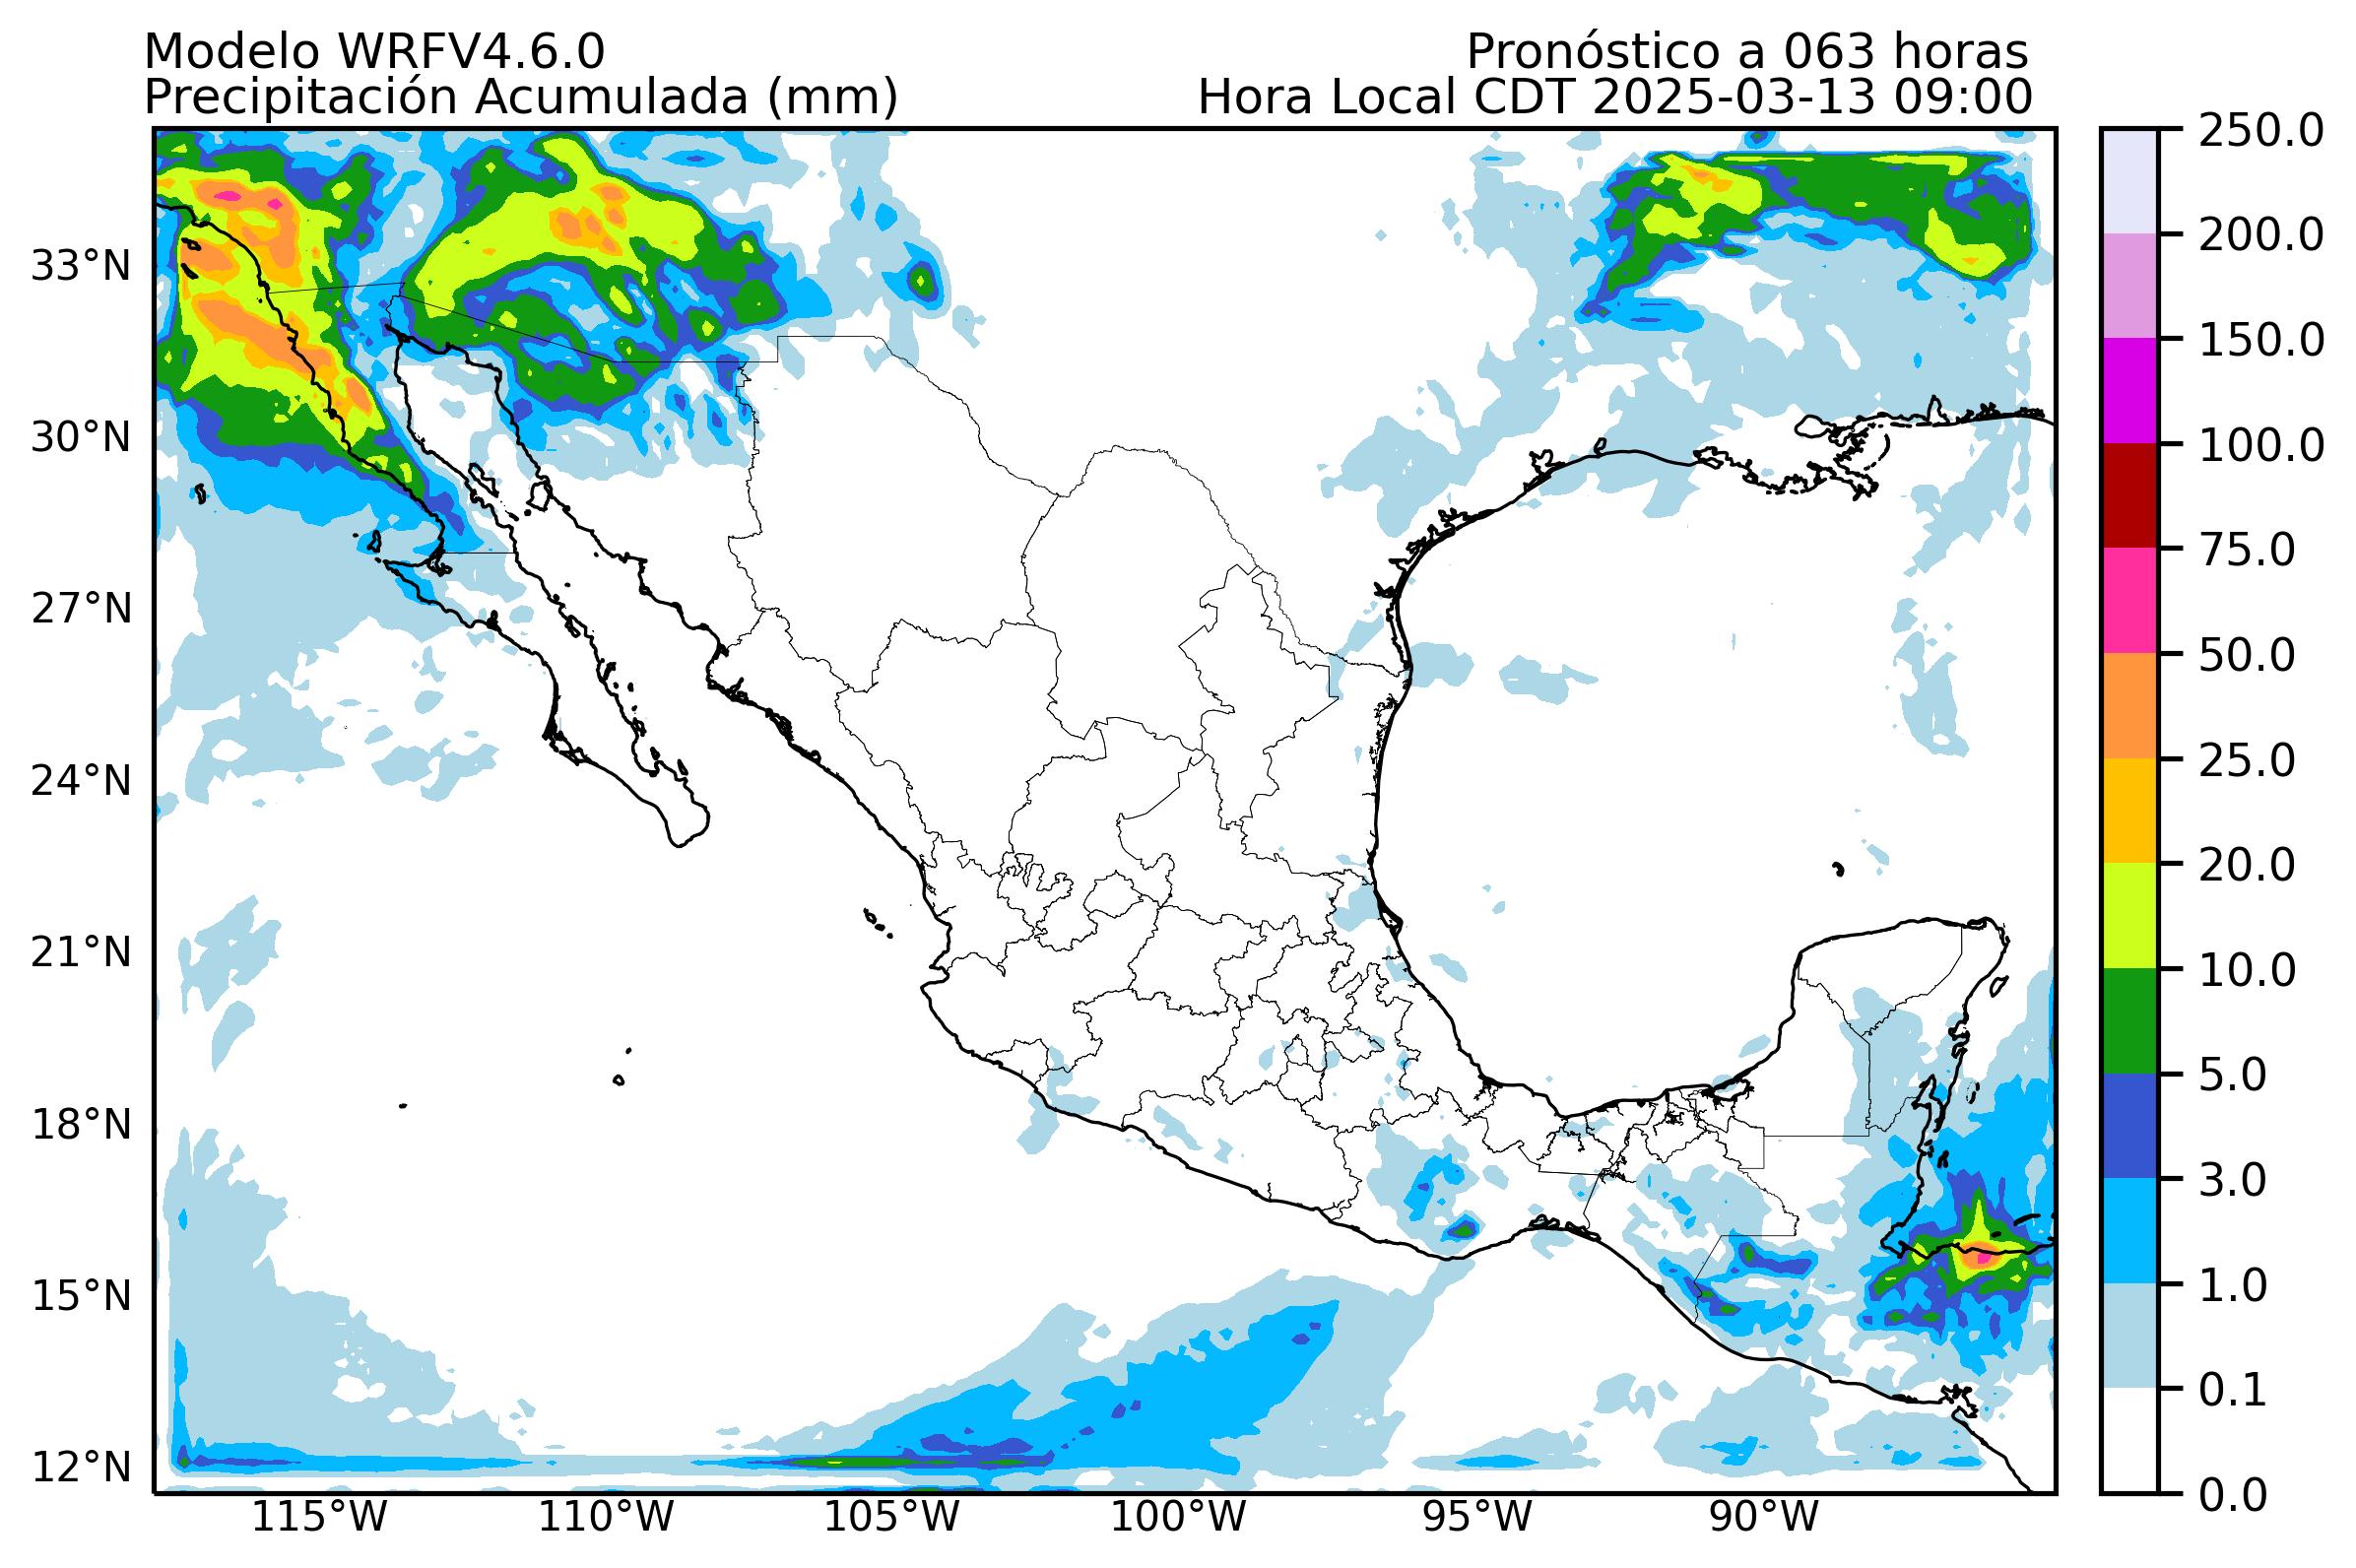 Modelo WRFV4.6.0
Pronóstico a 063 horas
Precipitación Acumulada (mm)
Hora Local CDT 2025-03-13 09:00
250.0
200.0
150.0
100.0
75.0
50.0
25.0
20.0
10.0
5.0
3.0
1.0
0.1
0.0
33°N
30°N
27°N
24°N
21°N
18°N
15°N
12°N
115°W
110°W
105°W
100°W
95°W
90°W